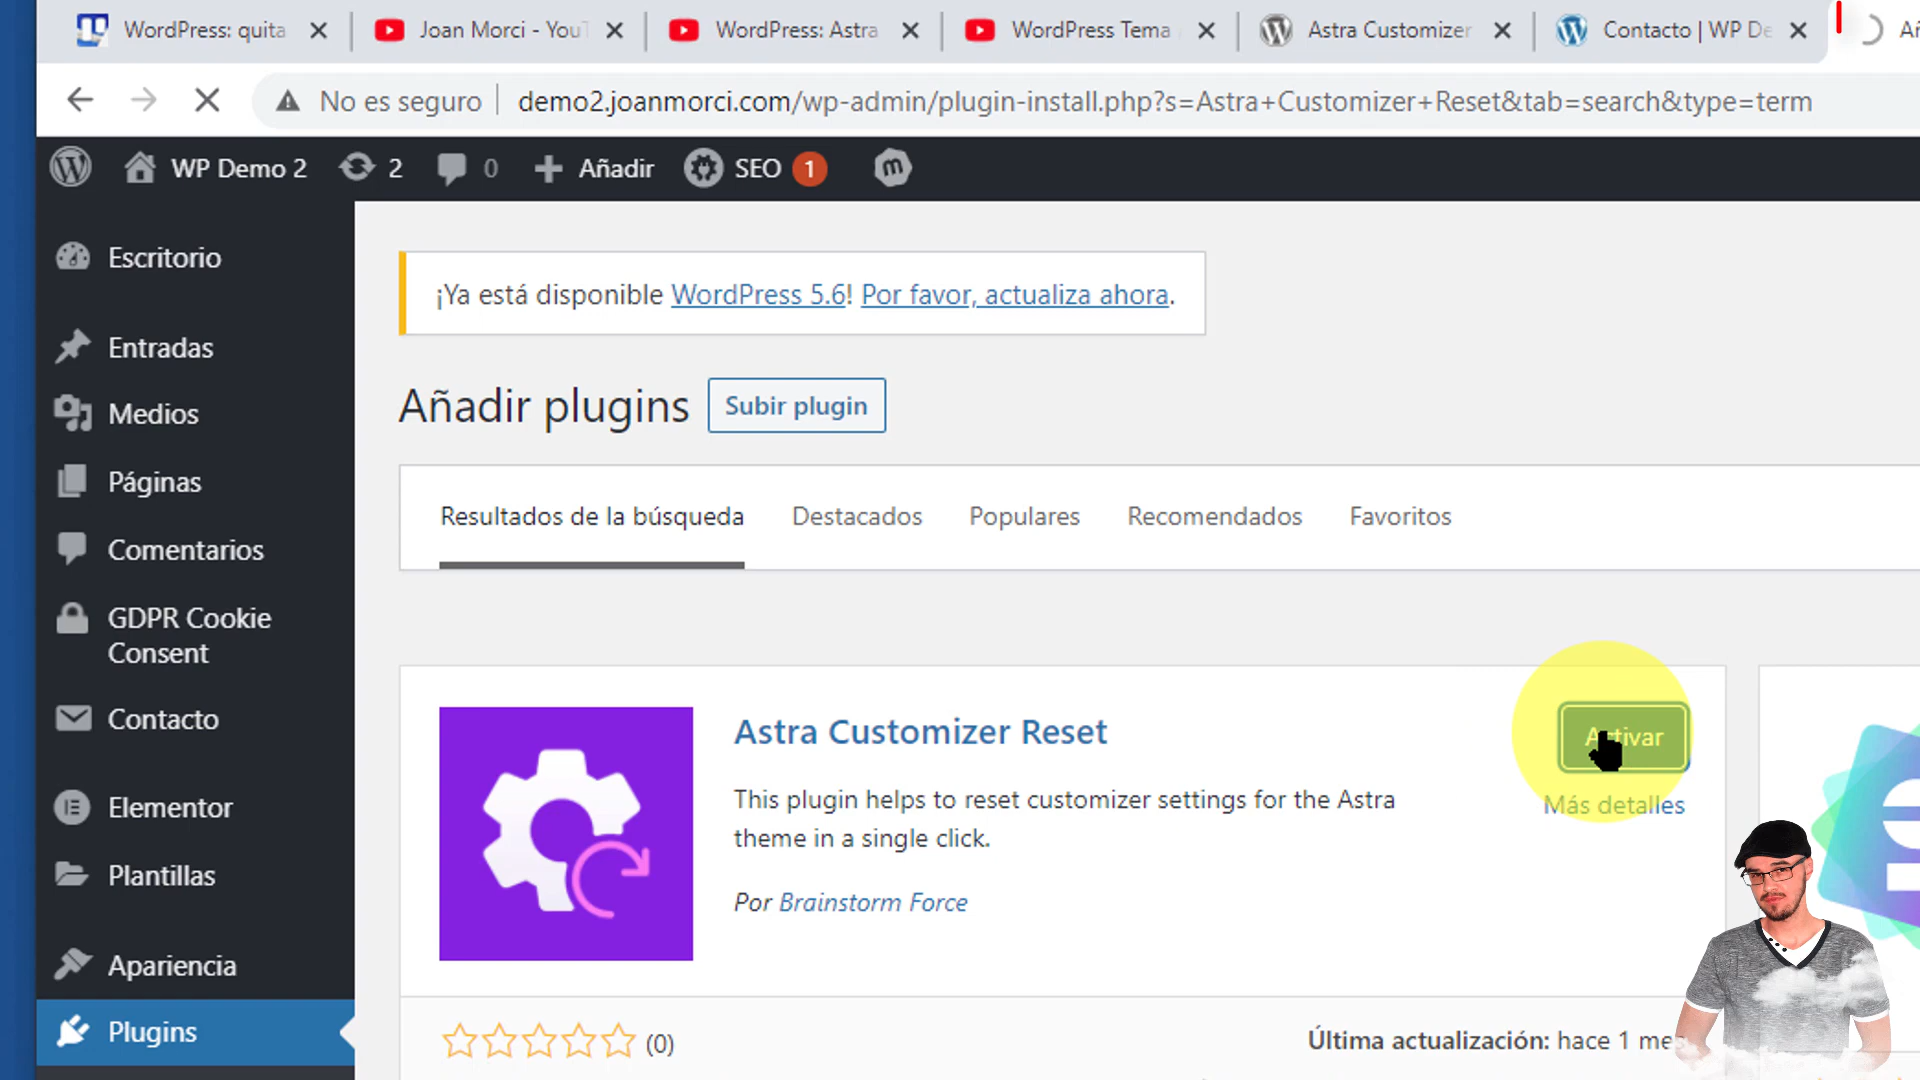 WordPress: quita
Joan Morci - YouT
WordPress: Astra
WordPress Tema
Astra Customizer
Contacto | WP De
Añ
No es seguro
demo2.joanmorci.com/wp-admin/plugin-install.php?s=Astra+Customizer+Reset&tab=search&type=term
WP Demo 2
2
0
Añadir
SEO
1
Escritorio
Entradas
Medios
Páginas
Comentarios
GDPR Cookie
Consent
Contacto
Elementor
Plantillas
Apariencia
Plugins
¡Ya está disponible WordPress 5.6! Por favor, actualiza ahora.
Añadir plugins
Subir plugin
Resultados de la búsqueda
Destacados
Populares
Recomendados
Favoritos
Astra Customizer Reset
Activar
Más detalles
This plugin helps to reset customizer settings for the Astra
theme in a single click.
Por Brainstorm Force
(0)
Última actualización: hace 1 mes